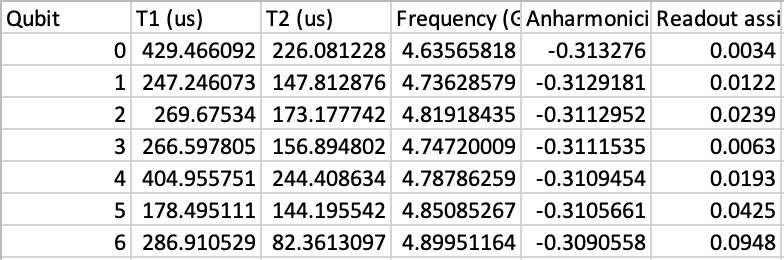 Qubit T1 (us) T2 (us) Frequency (G Anharmonici Readout assi
0 429.466092 226.081228 4.63565818 -0.313276 0.0034
1 247.246073 147.812876 4.73628579 -0.3129181 0.0122
2 269.67534 173.177742 4.81918435 -0.3112952 0.0239
3 266.597805 156.894802 4.74720009 -0.3111535 0.0063
4 404.955751 244.408634 4.78786259 -0.3109454 0.0193
5 178.495111 144.195542 4.85085267 -0.3105661 0.0425
6 286.910529 82.3613097 4.89951164 -0.3090558 0.0948